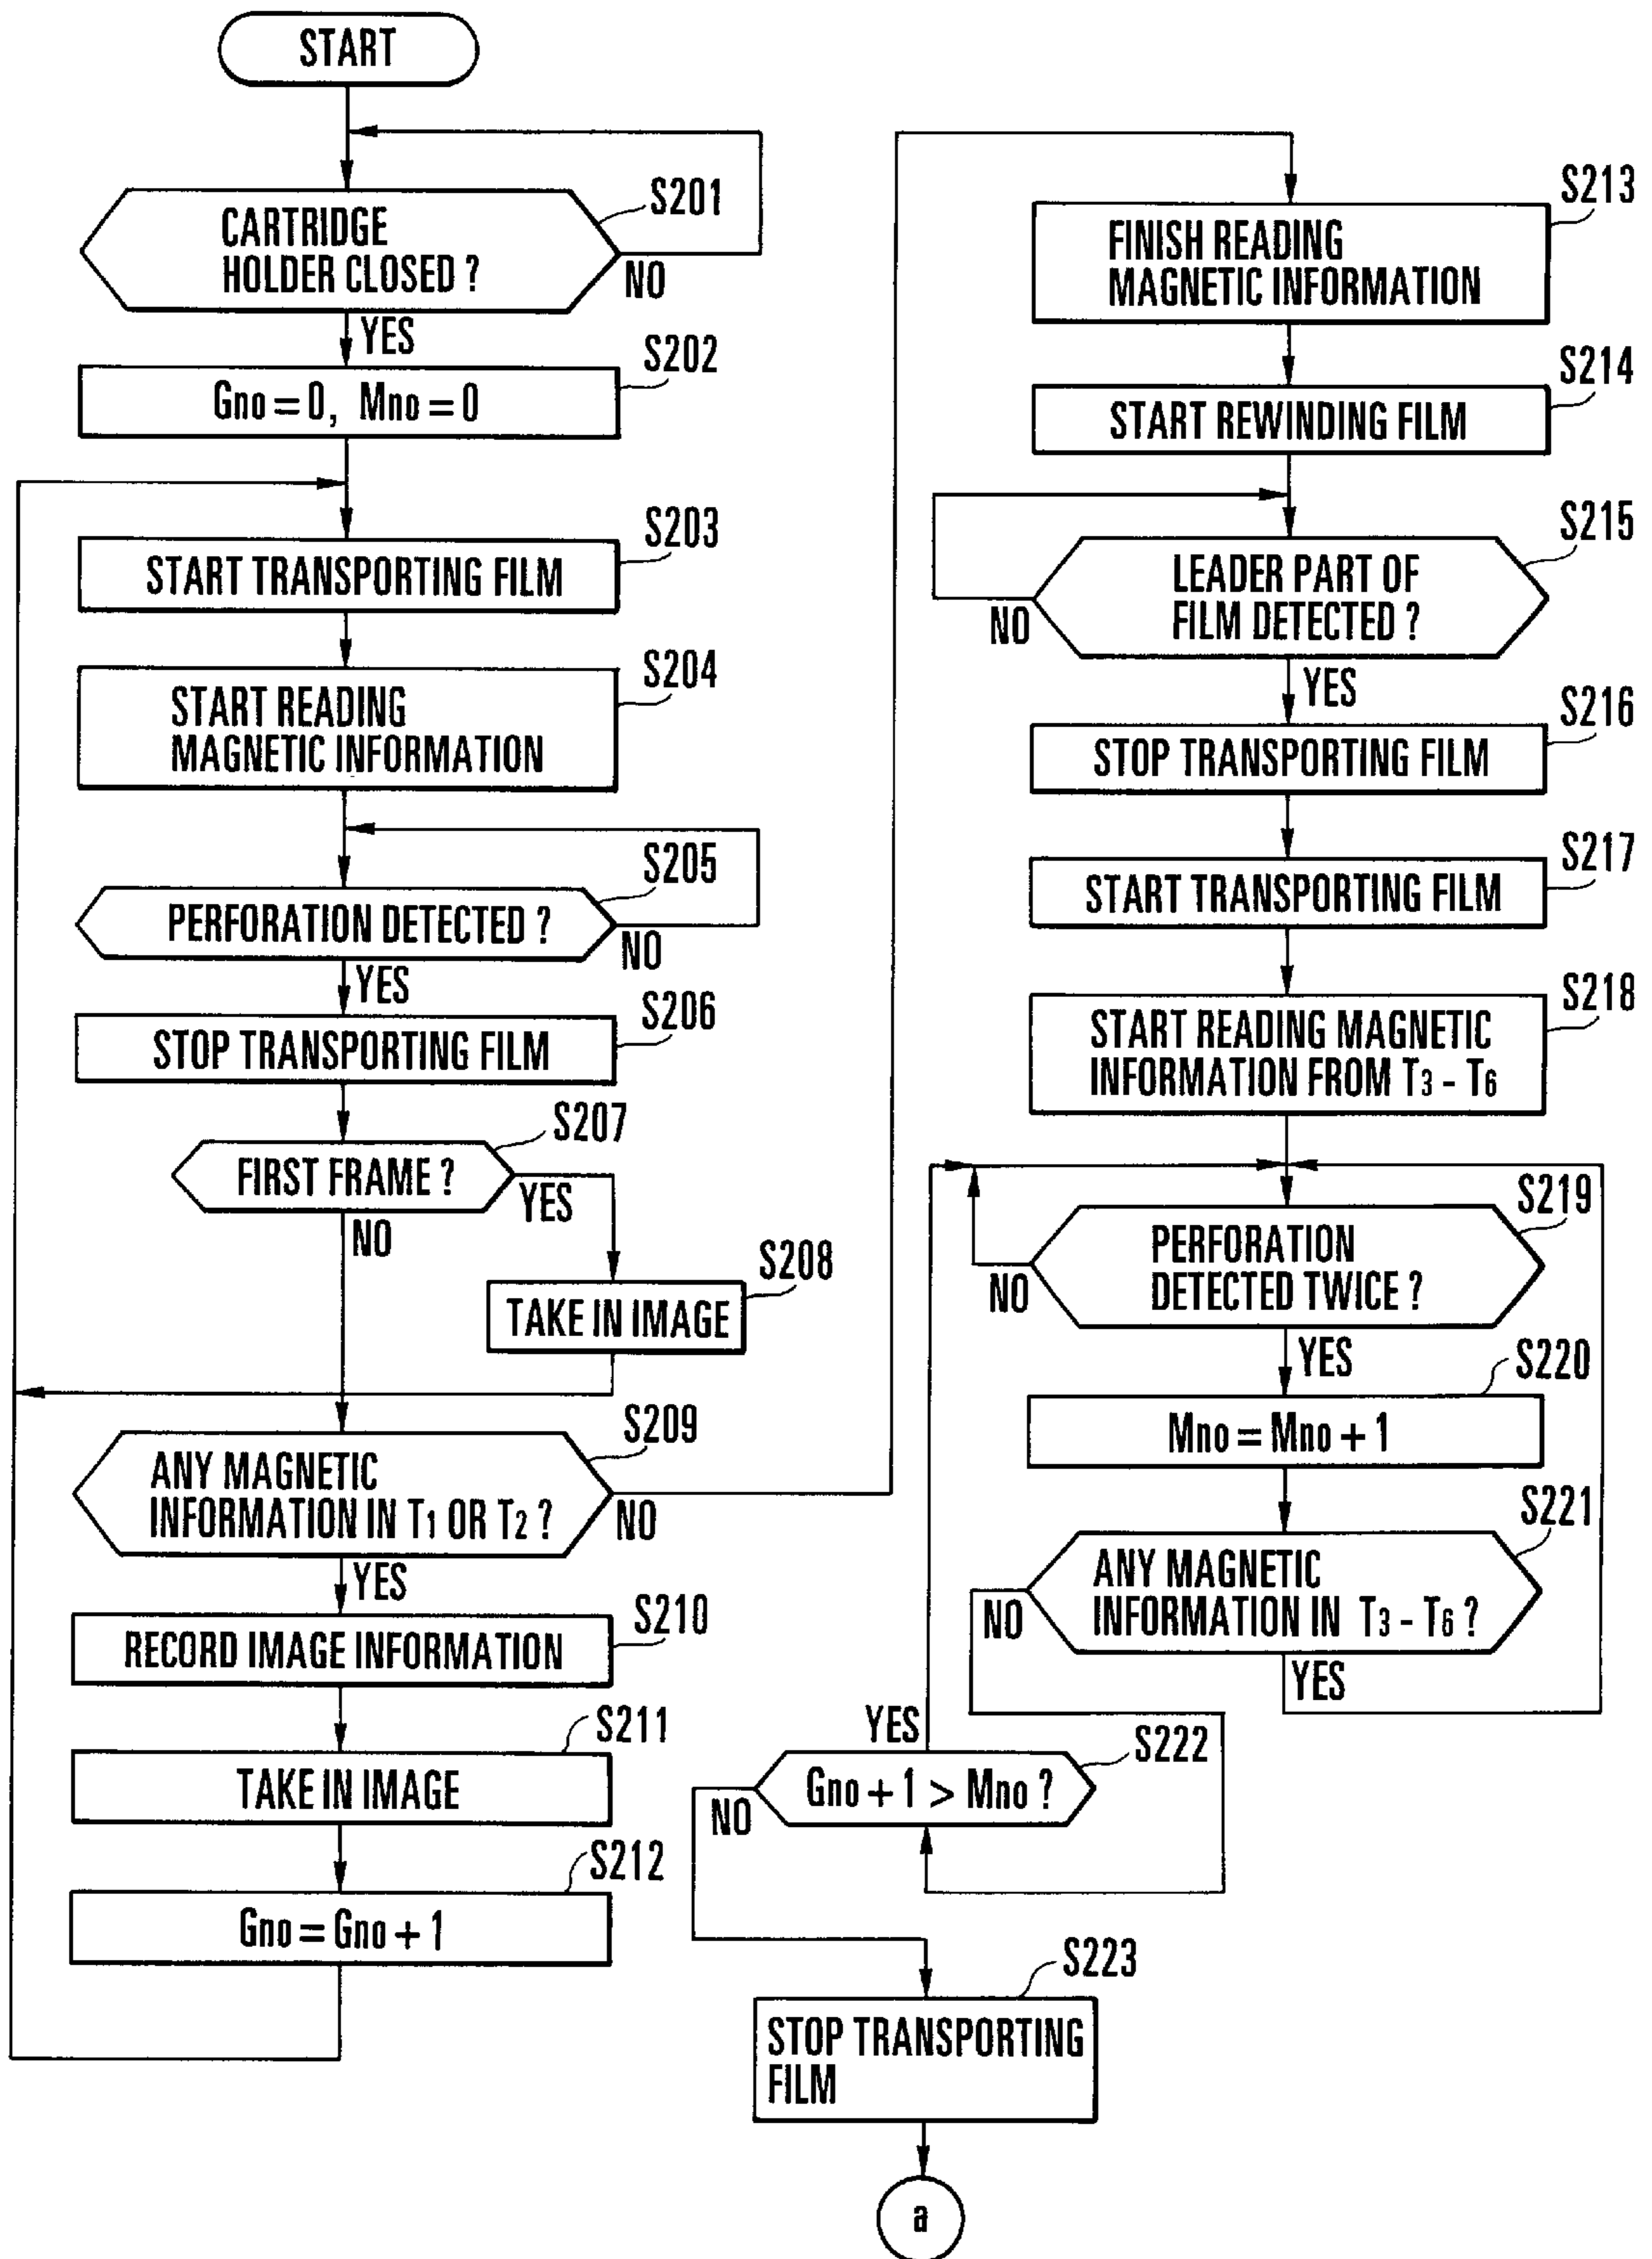 START
S201
CARTRIDGE
HOLDER CLOSED ?
NO
YES
S202
Gno = 0, Mno = 0
S203
START TRANSPORTING FILM
S204
START READING
MAGNETIC INFORMATION
S205
PERFORATION DETECTED ?
NO
YES
S206
STOP TRANSPORTING FILM
S207
FIRST FRAME ?
YES
NO
S208
TAKE IN IMAGE
S209
ANY MAGNETIC
INFORMATION IN T1 OR T2 ?
NO
YES
S210
RECORD IMAGE INFORMATION
S211
TAKE IN IMAGE
S212
Gno = Gno + 1
S213
FINISH READING
MAGNETIC INFORMATION
S214
START REWINDING FILM
S215
LEADER PART OF
FILM DETECTED ?
NO
YES
S216
STOP TRANSPORTING FILM
S217
START TRANSPORTING FILM
S218
START READING MAGNETIC
INFORMATION FROM T3 - T6
S219
PERFORATION
DETECTED TWICE ?
NO
YES
S220
Mno = Mno + 1
S221
ANY MAGNETIC
INFORMATION IN T3 - T6 ?
NO
YES
YES
S222
Gno + 1 > Mno ?
NO
S223
STOP TRANSPORTING
FILM
a